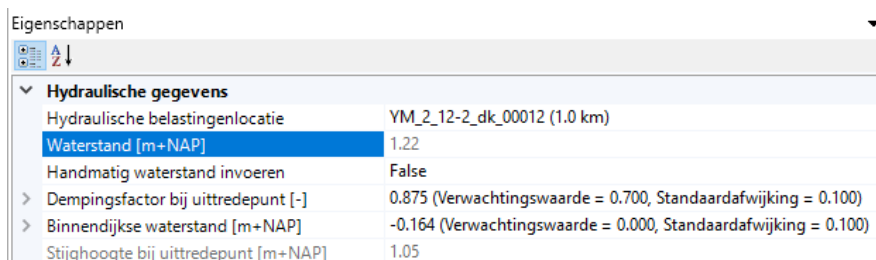 Eigenschappen
A
Z
Hydraulische gegevens
Hydraulische belastingenlocatie YM_2_12-2_dk_00012 (1.0 km)
Waterstand [m+NAP] 1.22
Handmatig waterstand invoeren False
Dempingsfactor bij uittredepunt [-] 0.875 (Verwachtingswaarde = 0.700, Standaardafwijking = 0.100)
Binnendijkse waterstand [m+NAP] -0.164 (Verwachtingswaarde = 0.000, Standaardafwijking = 0.100)
Stijghoogte bij uittredepunt [m+NAP] 1.05